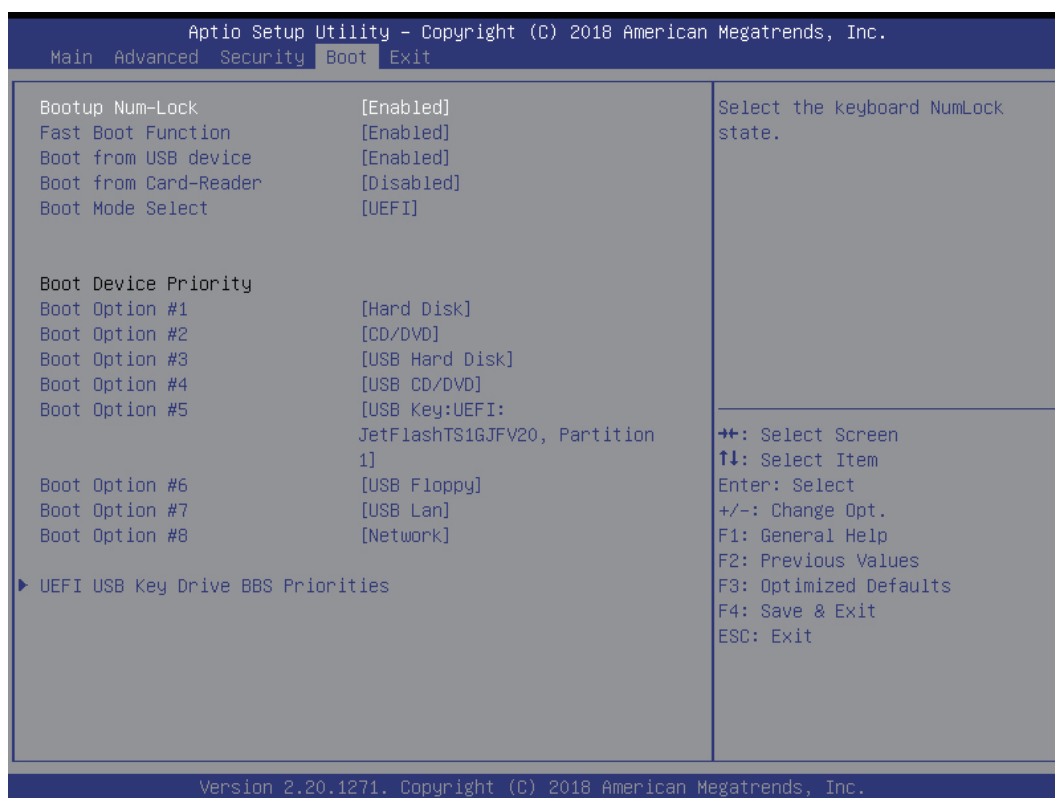 Aptio Setup Utility – Copyright (C) 2018 American Megatrends, Inc.
Main Advanced Security Boot Exit
Bootup Num-Lock [Enabled]
Fast Boot Function [Enabled]
Boot from USB device [Enabled]
Boot from Card-Reader [Disabled]
Boot Mode Select [UEFI]
Boot Device Priority
Boot Option #1 [Hard Disk]
Boot Option #2 [CD/DVD]
Boot Option #3 [USB Hard Disk]
Boot Option #4 [USB CD/DVD]
Boot Option #5 [USB Key:UEFI:
JetFlashTS1GJFV20, Partition
1]
Boot Option #6 [USB Floppy]
Boot Option #7 [USB Lan]
Boot Option #8 [Network]
UEFI USB Key Drive BBS Priorities
Select the keyboard NumLock
state.
→←: Select Screen
↑↓: Select Item
Enter: Select
+/-: Change Opt.
F1: General Help
F2: Previous Values
F3: Optimized Defaults
F4: Save & Exit
ESC: Exit
Version 2.20.1271. Copyright (C) 2018 American Megatrends, Inc.